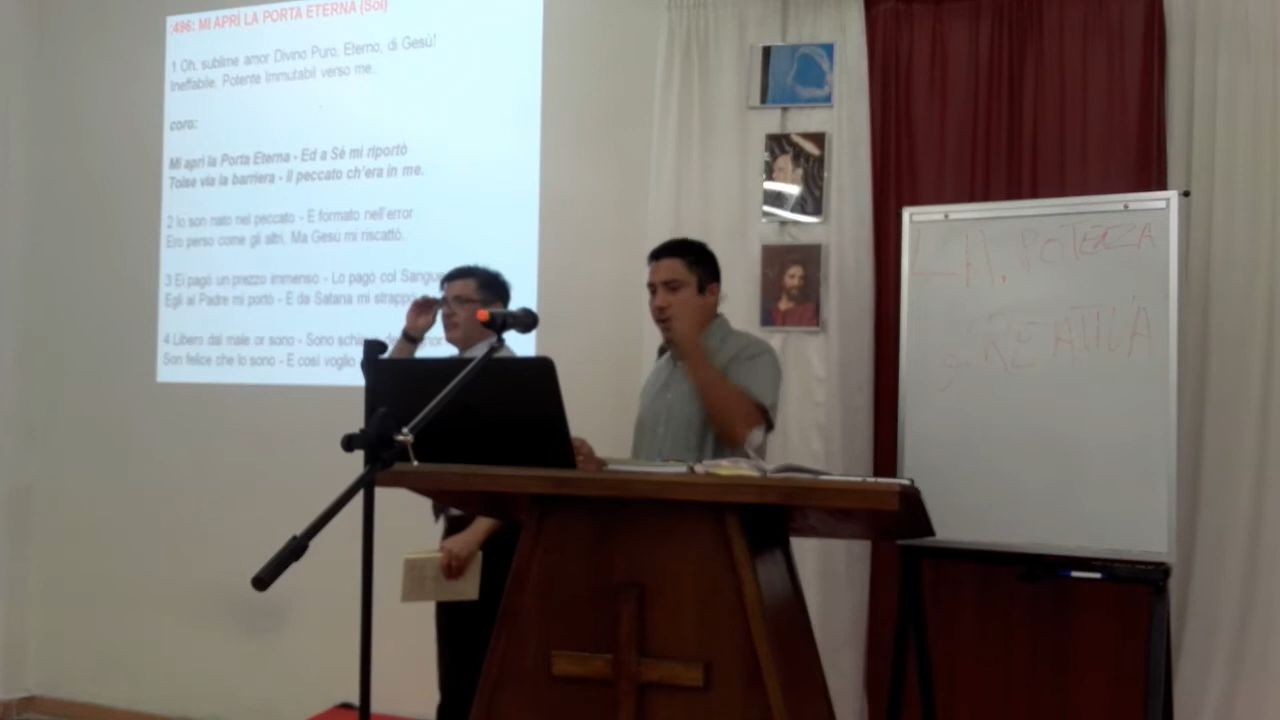 :496: MI APRÌ LA PORTA ETERNA (Sol)
1 Oh, sublime amor Divino Puro, Eterno, di Gesù!
Ineffabile, Potente Immutabil verso me.
coro:
Mi aprì la Porta Eterna - Ed a Sé mi riportò
Tolse via la barriera - Il peccato ch'era in me.
2 Io son nato nel peccato - E formato nell'error
Ero perso come gli altri, Ma Gesù mi riscattò.
3 Ei pagò un prezzo immenso - Lo pagò col Sangue
Egli al Padre mi portò - E da Satana mi strappò
4 Libero dal male or sono - Sono
Son felice che lo sono - E così voglio
LA POTENZA
CREATIVA